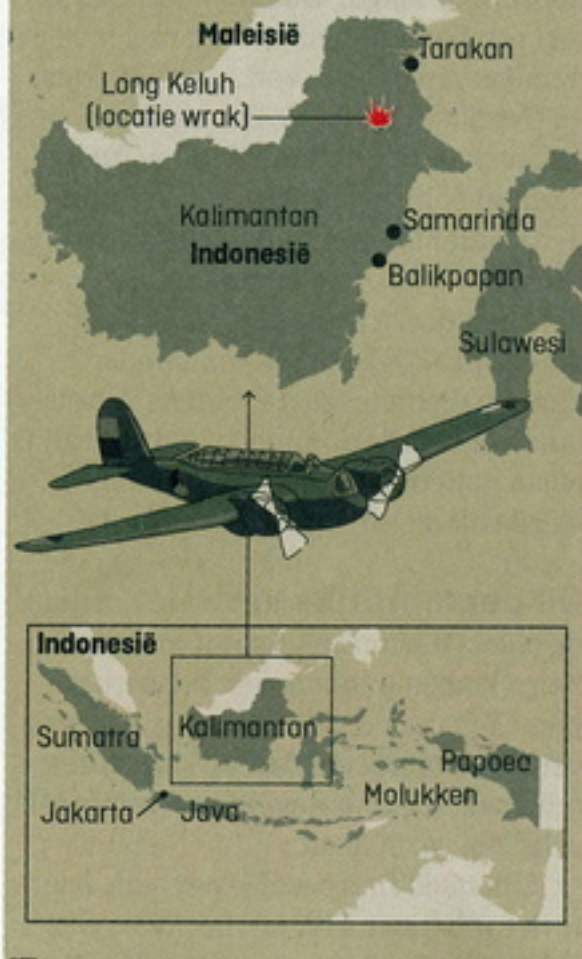 Maleisië
Tarakan
Long Keluh
(locatie wrak)
Kalimantan
Indonesië
Samarinda
Balikpapan
Sulawesi
Indonesië
Sumatra
Kalimantan
Papoea
Molukken
Jakarta
Java